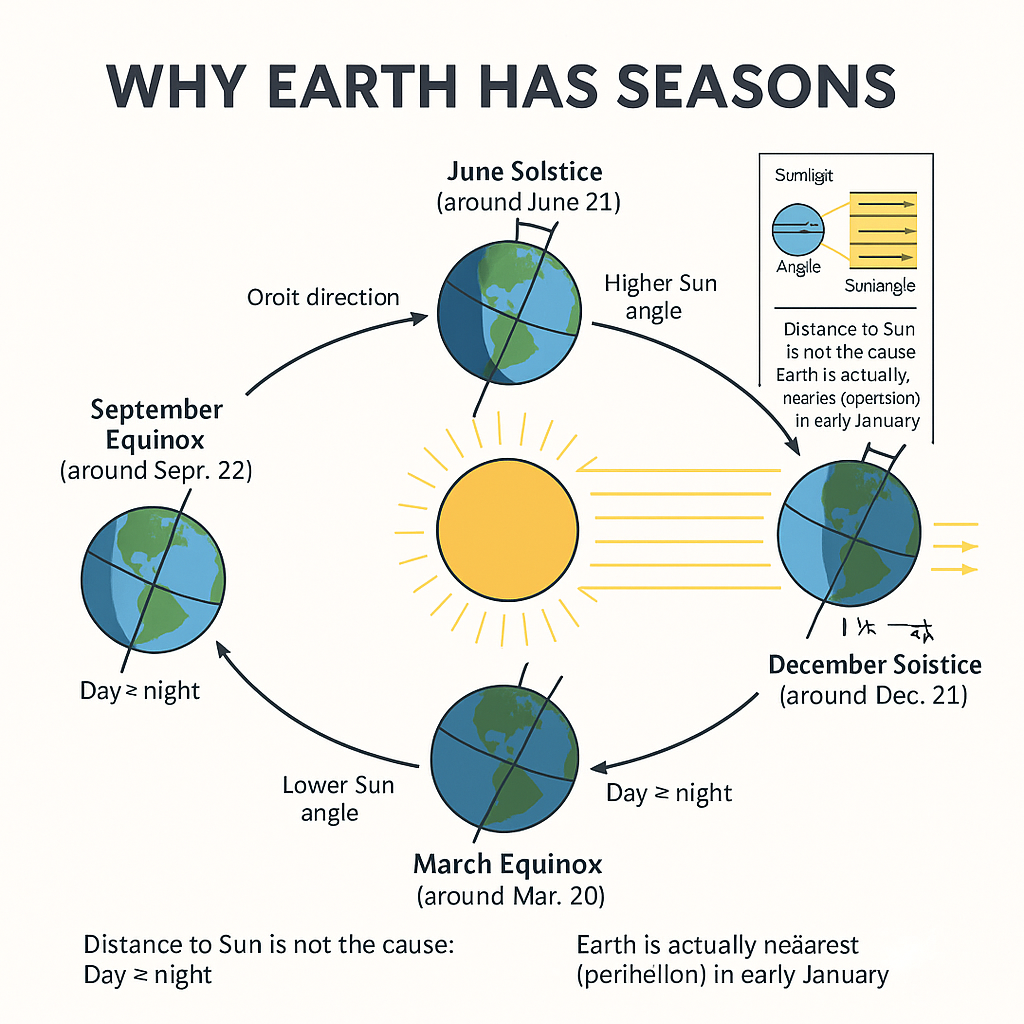 WHY EARTH HAS SEASONS
June Solstice
(around June 21)
Sumligit
Angile
Suniangle
Distance to Sun
is not the cause
Earth is actually,
nearies (opertsion)
in early January
Oroit direction
Higher Sun
angle
September
Equinox
(around Sepr. 22)
Day ≥ night
December Soistice
(around Dec. 21)
Lower Sun
angle
Day ≥ night
March Equinox
(around Mar. 20)
Distance to Sun is not the cause:
Day ≥ night
Earth is actually neäarest
(perihellon) in early January